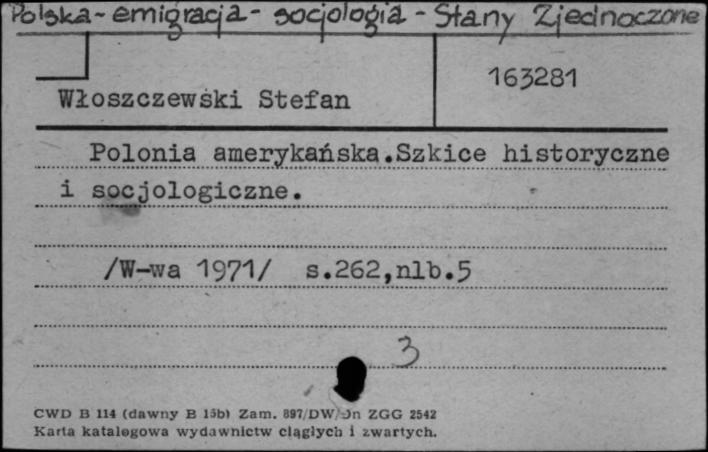 Polska - emigracja - socjologia - Stany Zjednoczone
163281
Włoszczewski Stefan
Polonia amerykańska.Szkice historyczne
i socjologiczne.
/W-wa 1971/ s.262,nlb.5
3
CWD B 114 (dawny B 15b) Zam. 897/DW/Jn ZGG 2542
Karta katalogowa wydawnictw ciągłych i zwartych.